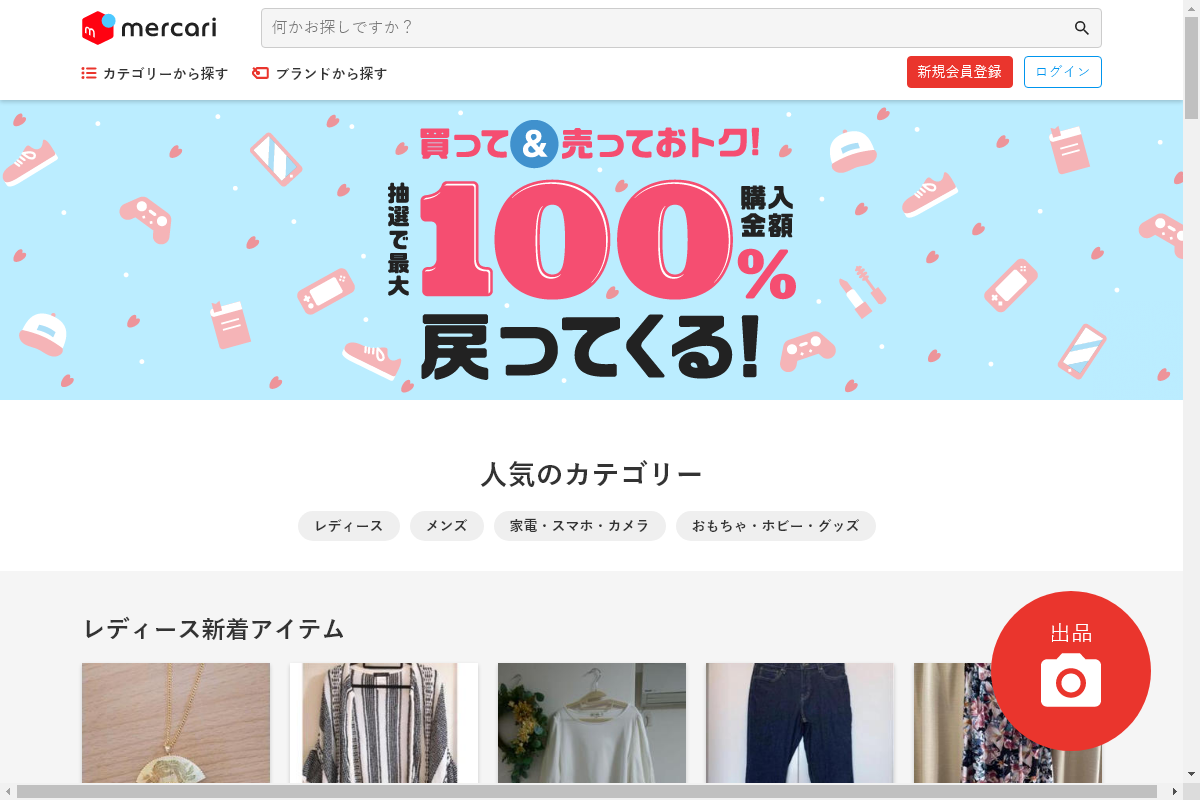 mercari
何かお探しですか？
カテゴリーから探す
ブランドから探す
新規会員登録
ログイン
買って&売っておトク!
抽選で最大
100%
購入金額
戻ってくる!
人気のカテゴリー
レディース
メンズ
家電・スマホ・カメラ
おもちゃ・ホビー・グッズ
レディース新着アイテム
出品